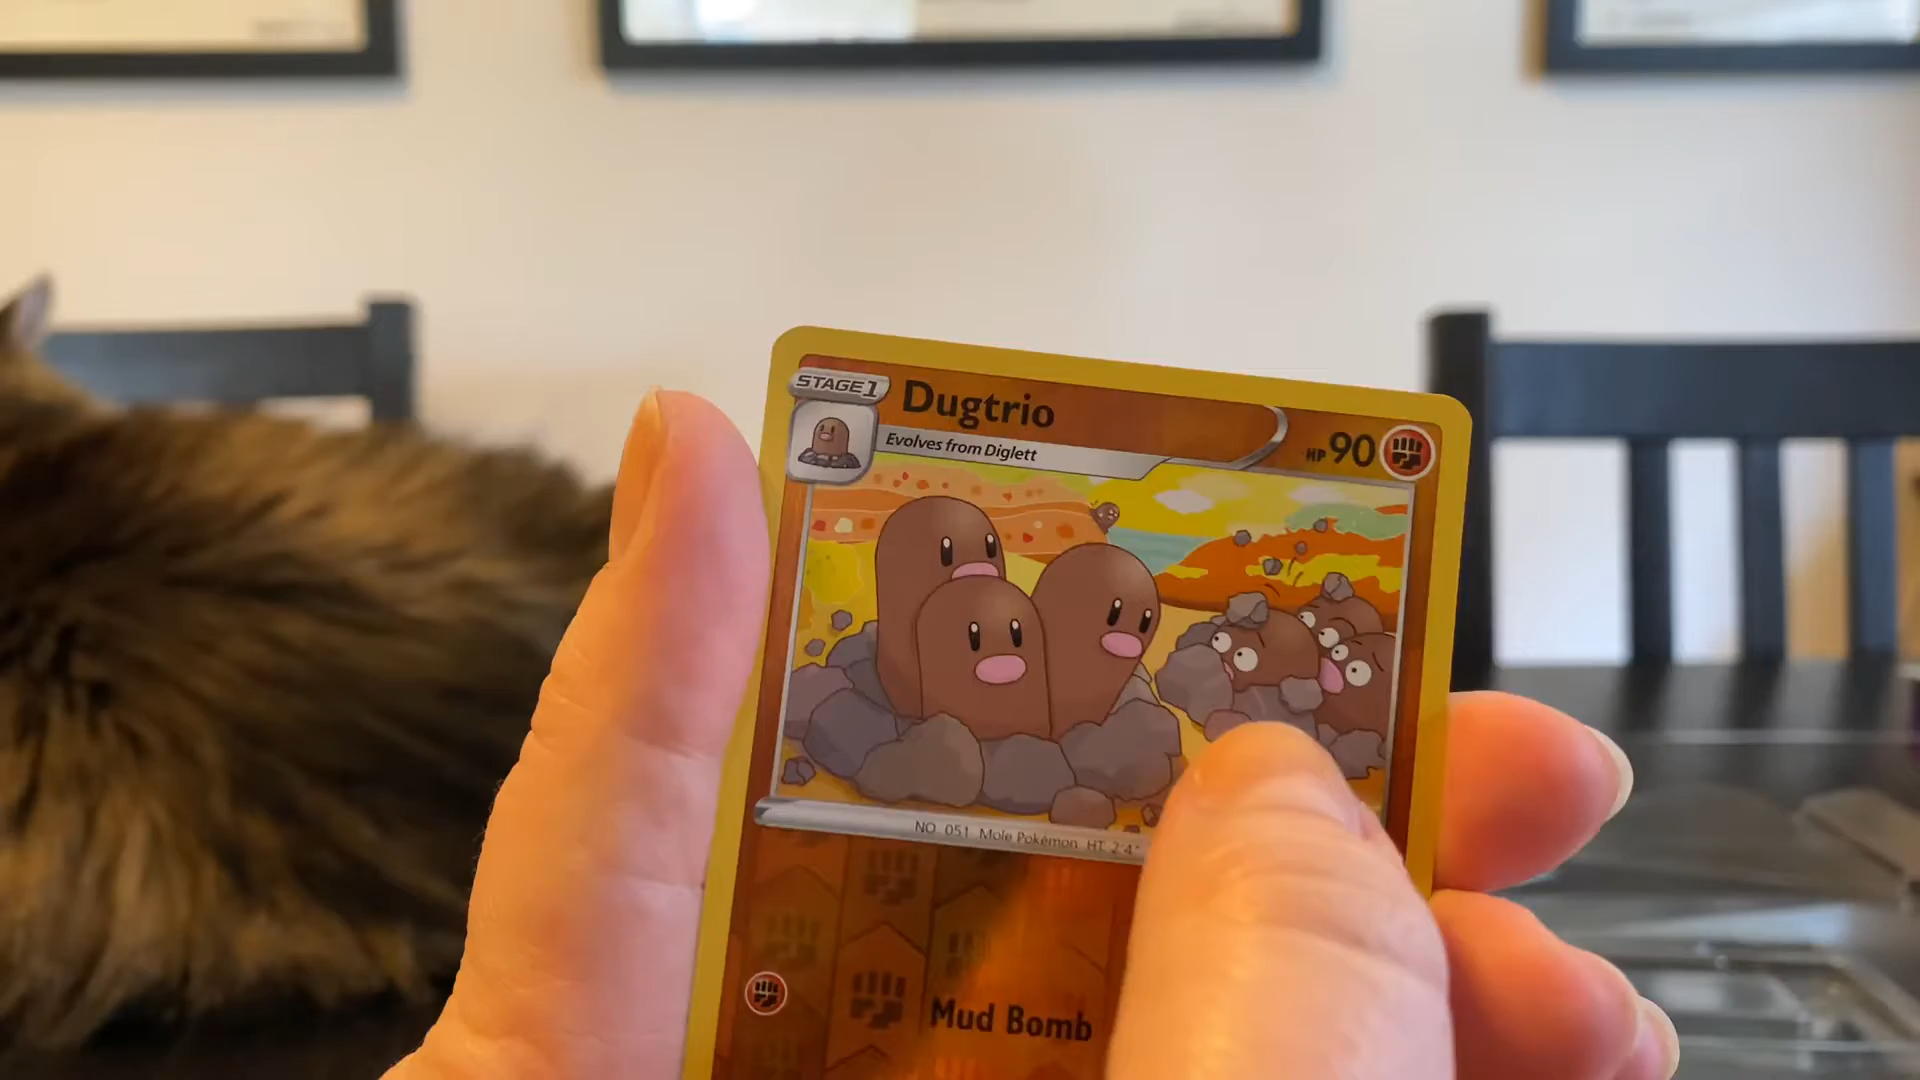 STAGE 1
Dugtrio
HP 90
Evolves from Diglett
NO. 051 Mole Pokémon HT: 2'4"
Mud Bomb